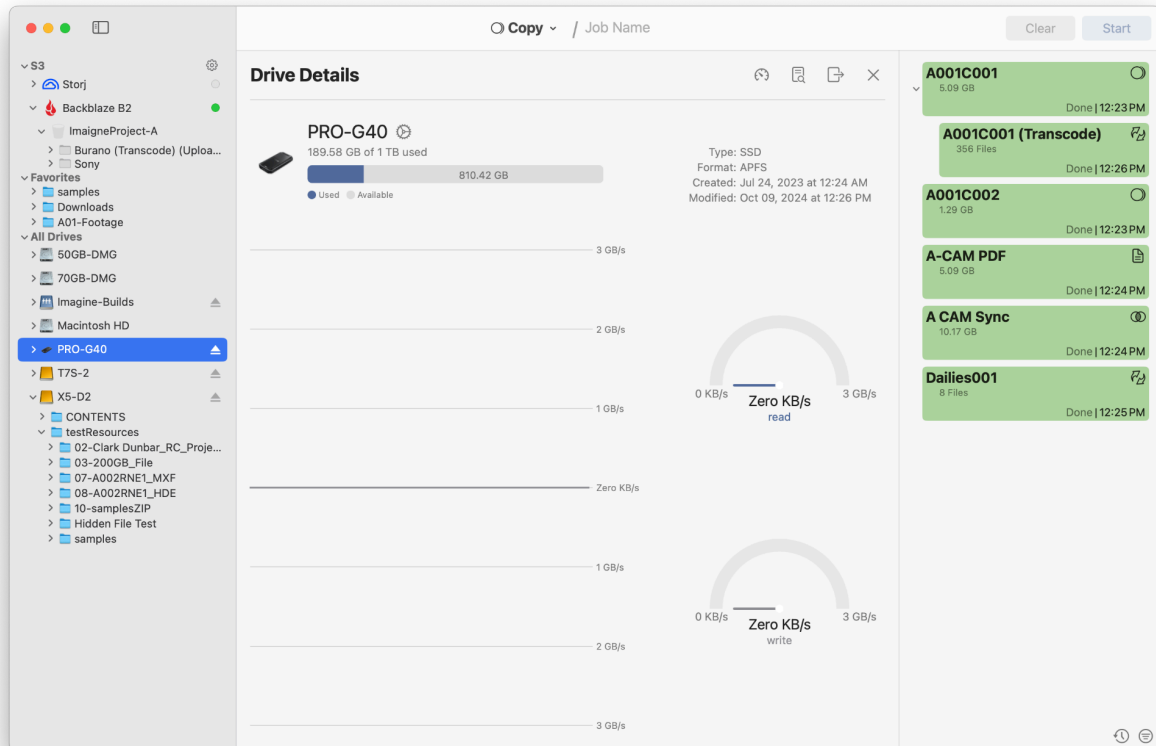 Copy / Job Name
Clear
Start
S3
Storj
Backblaze B2
ImaigneProject-A
Burano (Transcode) (Uploa...
Sony
Favorites
samples
Downloads
A01-Footage
All Drives
50GB-DMG
70GB-DMG
Imagine-Builds
Macintosh HD
PRO-G40
T7S-2
X5-D2
CONTENTS
testResources
02-Clark Dunbar_RC_Proje...
03-200GB_File
07-A002RNE1_MXF
08-A002RNE1_HDE
10-samplesZIP
Hidden File Test
samples
Drive Details
PRO-G40
189.58 GB of 1 TB used
810.42 GB
Used Available
Type: SSD
Format: APFS
Created: Jul 24, 2023 at 12:24 AM
Modified: Oct 09, 2024 at 12:26 PM
3 GB/s
2 GB/s
1 GB/s
Zero KB/s
1 GB/s
2 GB/s
3 GB/s
0 KB/s
Zero KB/s
3 GB/s
read
0 KB/s
Zero KB/s
3 GB/s
write
A001C001
5.09 GB
Done | 12:23 PM
A001C001 (Transcode)
356 Files
Done | 12:26 PM
A001C002
1.29 GB
Done | 12:23 PM
A-CAM PDF
5.09 GB
Done | 12:24 PM
A CAM Sync
10.17 GB
Done | 12:24 PM
Dailies001
8 Files
Done | 12:25 PM